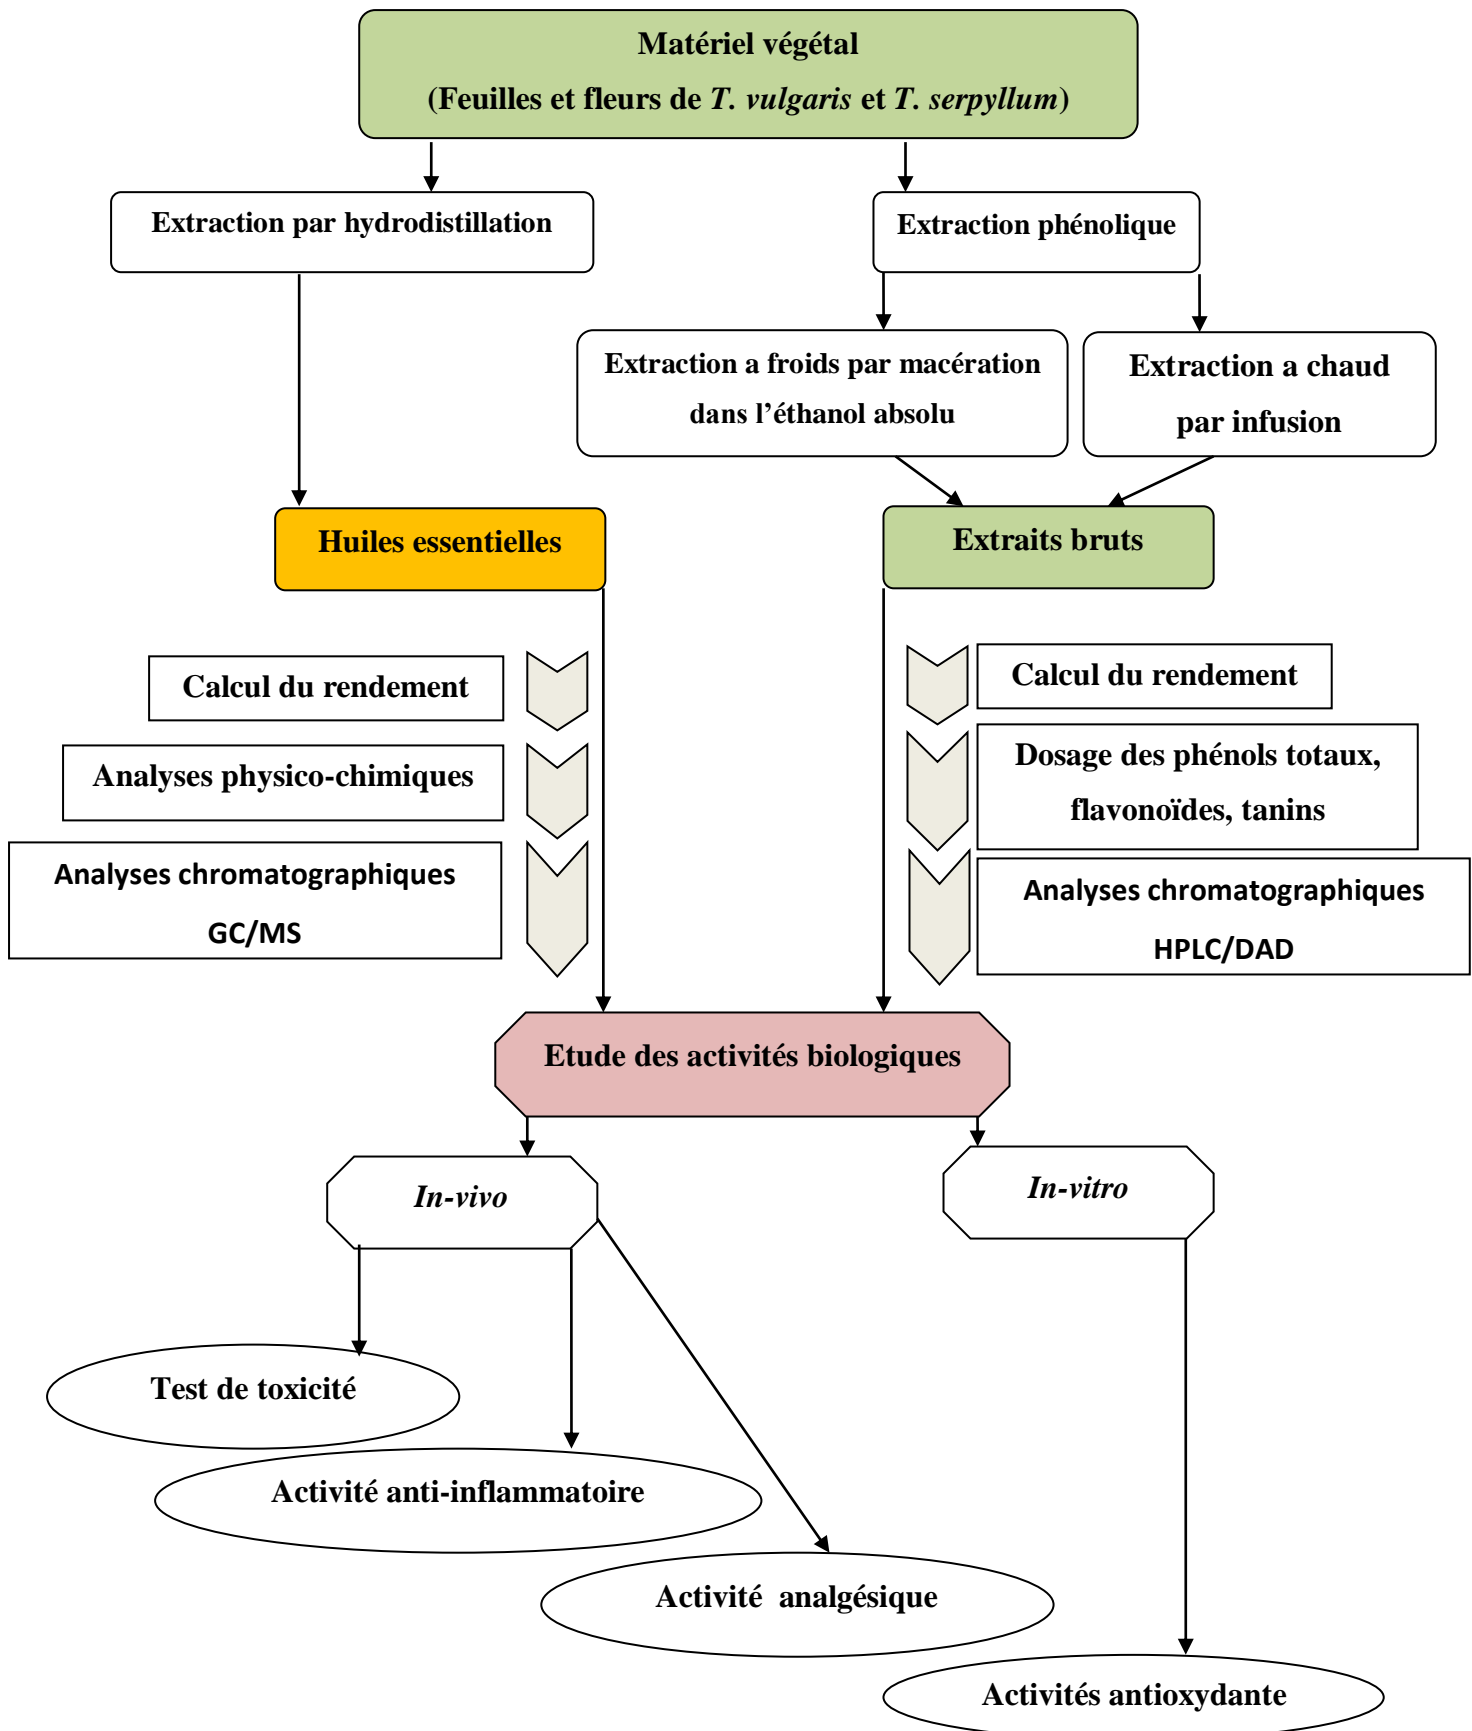 Matériel végétal
(Feuilles et fleurs de T. vulgaris et T. serpyllum)
Extraction par hydrodistillation
Extraction phénolique
Extraction a froids par macération
dans l’éthanol absolu
Extraction a chaud
par infusion
Huiles essentielles
Extraits bruts
Calcul du rendement
Calcul du rendement
Analyses physico-chimiques
Dosage des phénols totaux,
flavonoïdes, tanins
Analyses chromatographiques
GC/MS
Analyses chromatographiques
HPLC/DAD
Etude des activités biologiques
In-vivo
In-vitro
Test de toxicité
Activité anti-inflammatoire
Activité analgésique
Activités antioxydante